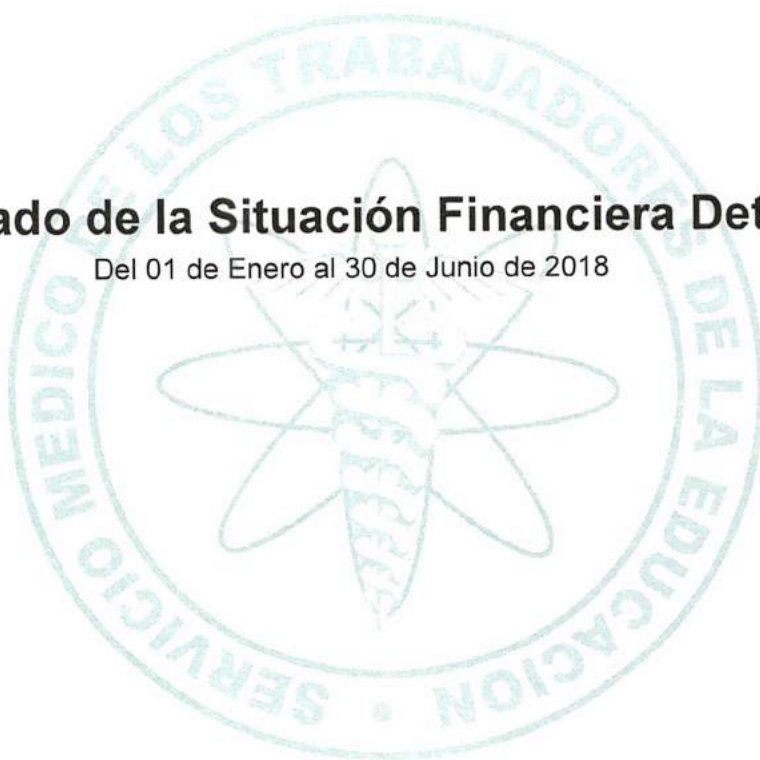 ado de la Situación Financiera Det
Del 01 de Enero al 30 de Junio de 2018
SERVICIO MEDICO DE LOS TRABAJADORES DE LA EDUCACION